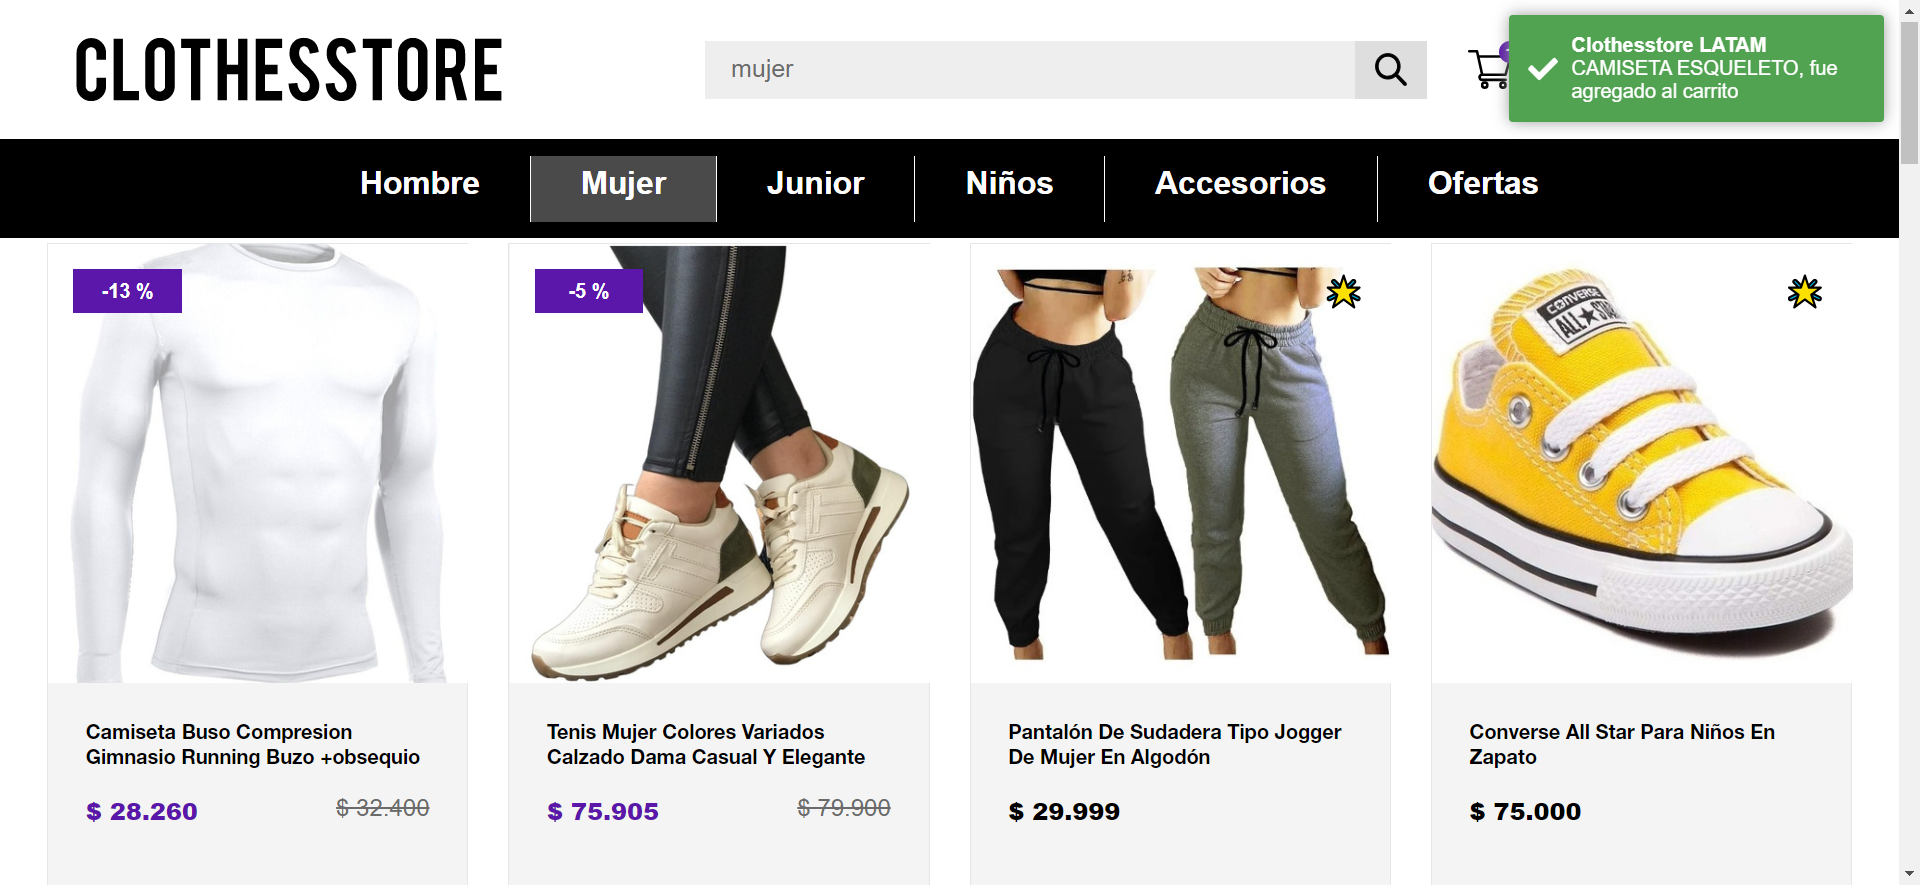 CLOTHESSTORE
mujer
Clothesstore LATAM
CAMISETA ESQUELETO, fue
agregado al carrito
Hombre
Mujer
Junior
Niños
Accesorios
Ofertas
-13 %
-5 %
CONVERSE
ALL STAR
Camiseta Buso Compresion
Gimnasio Running Buzo +obsequio
$ 28.260
$ 32.400
Tenis Mujer Colores Variados
Calzado Dama Casual Y Elegante
$ 75.905
$ 79.900
Pantalón De Sudadera Tipo Jogger
De Mujer En Algodón
$ 29.999
Converse All Star Para Niños En
Zapato
$ 75.000